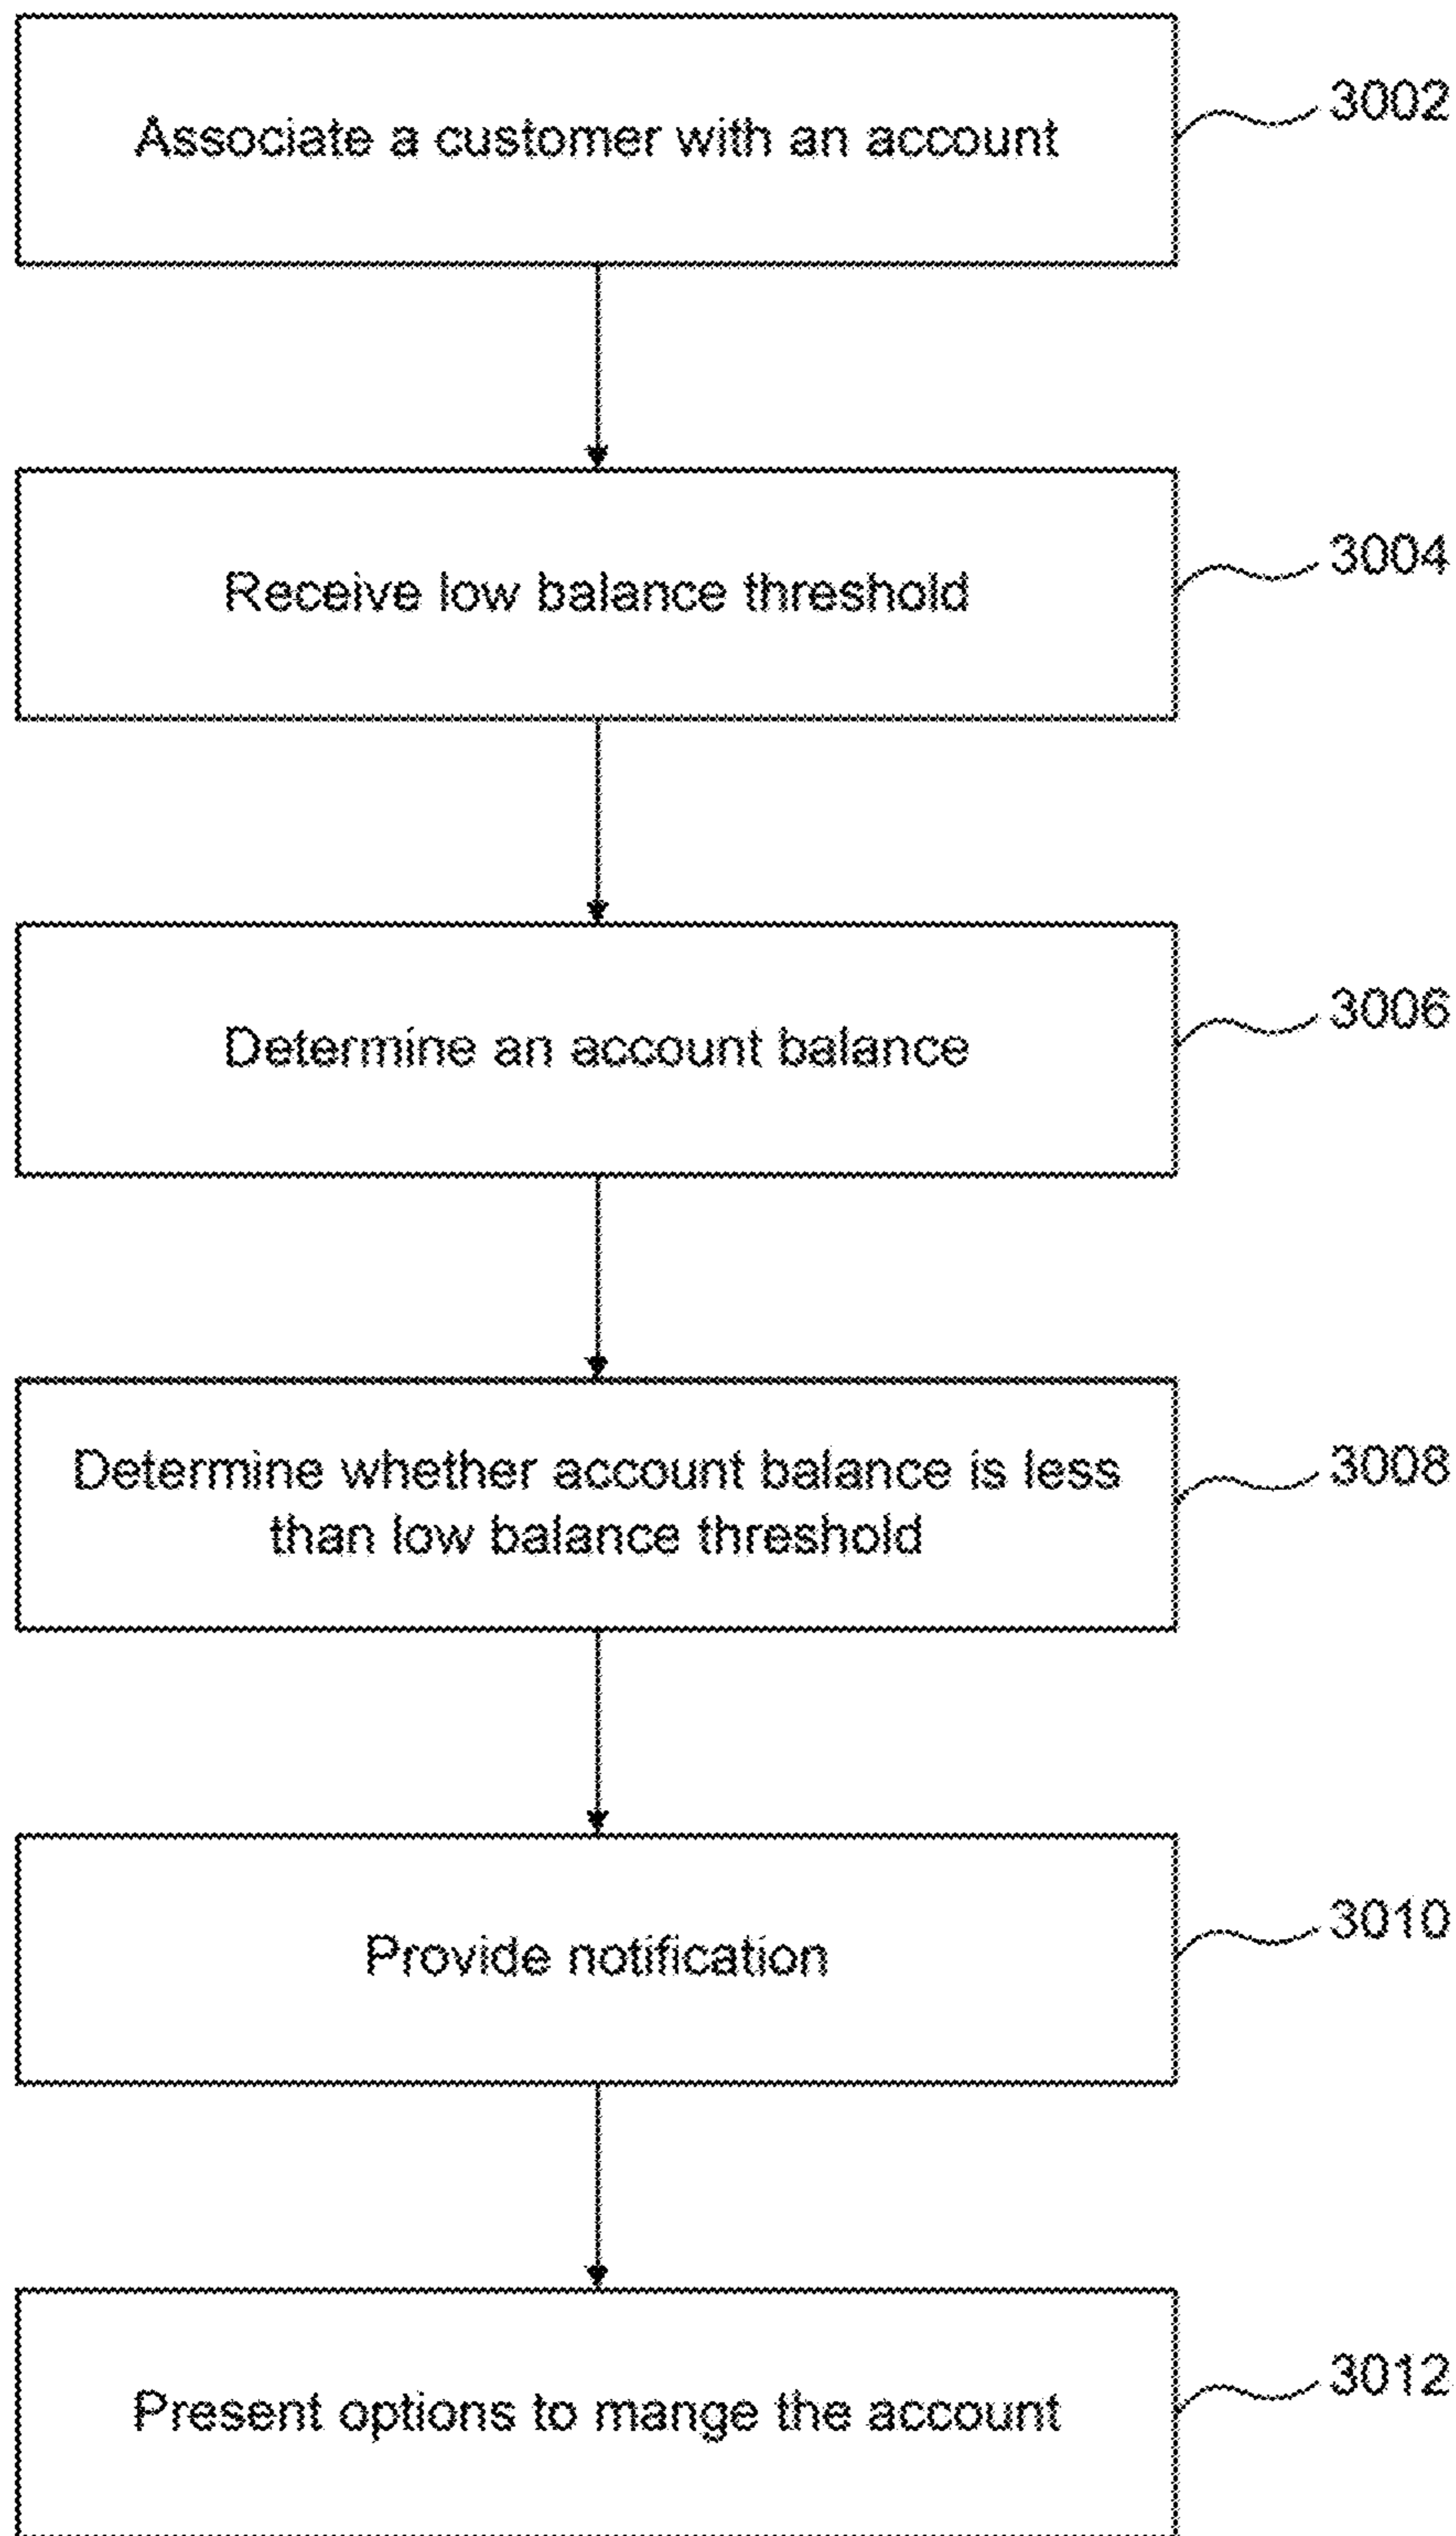 Associate a customer with an account
3002
Receive low balance threshold
3004
Determine an account balance
3006
Determine whether account balance is less
than low balance threshold
3008
Provide notification
3010
Present options to mange the account
3012